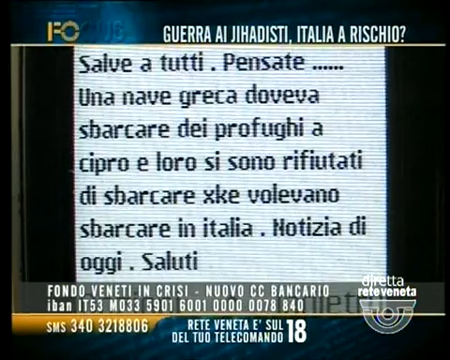 FOCUS
GUERRA AI JIHADISTI, ITALIA A RISCHIO?
Salve a tutti . Pensate ......
Una nave greca doveva
sbarcare dei profughi a
cipro e loro si sono rifiutati
di sbarcare xke volevano
sbarcare in italia . Notizia di
oggi . Saluti
diretta
reteveneta
FONDO VENETI IN CRISI - NUOVO CC BANCARIO
iban IT53 M033 5901 6001 0000 0078 840
SMS 340 3218806
RETE VENETA E' SUL
DEL TUO TELECOMANDO 18